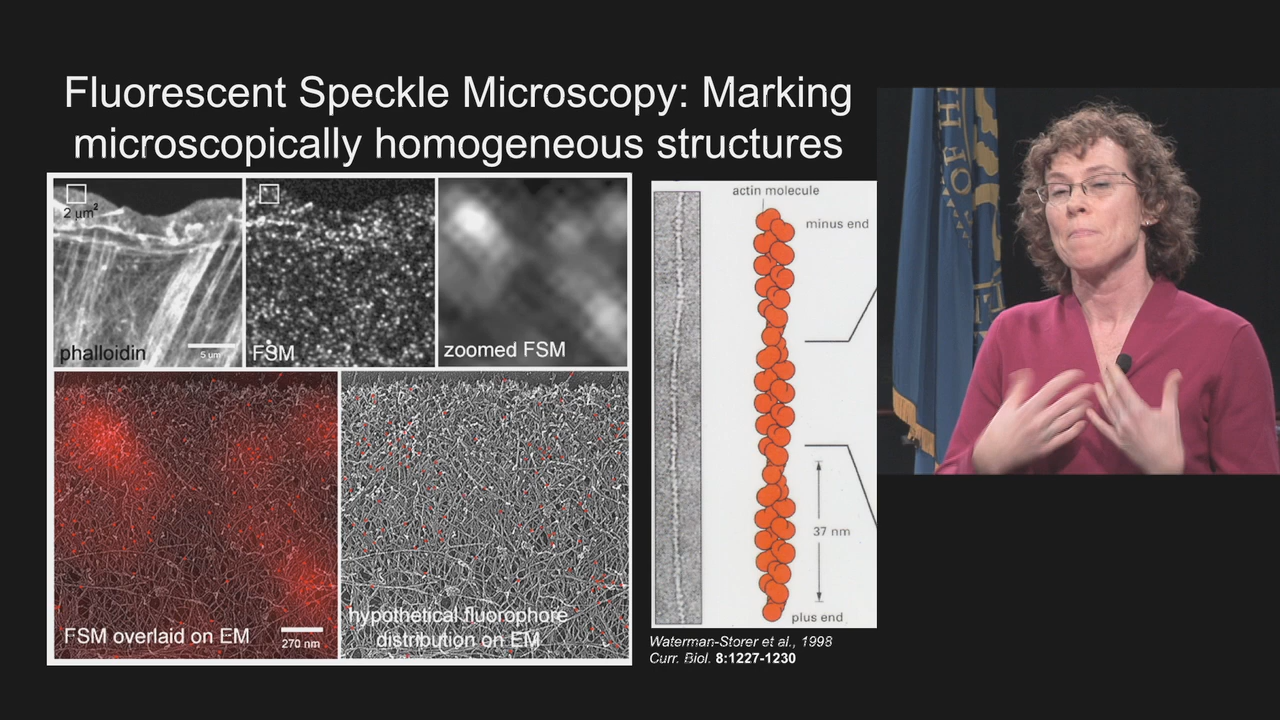 Fluorescent Speckle Microscopy: Marking
microscopically homogeneous structures
2 μm²
phalloidin
5 μm
FSM
zoomed FSM
FSM overlaid on EM
270 nm
hypothetical fluorophore
distribution on EM
actin molecule
minus end
37 nm
plus end
Waterman-Storer et al., 1998
Curr. Biol. 8:1227-1230